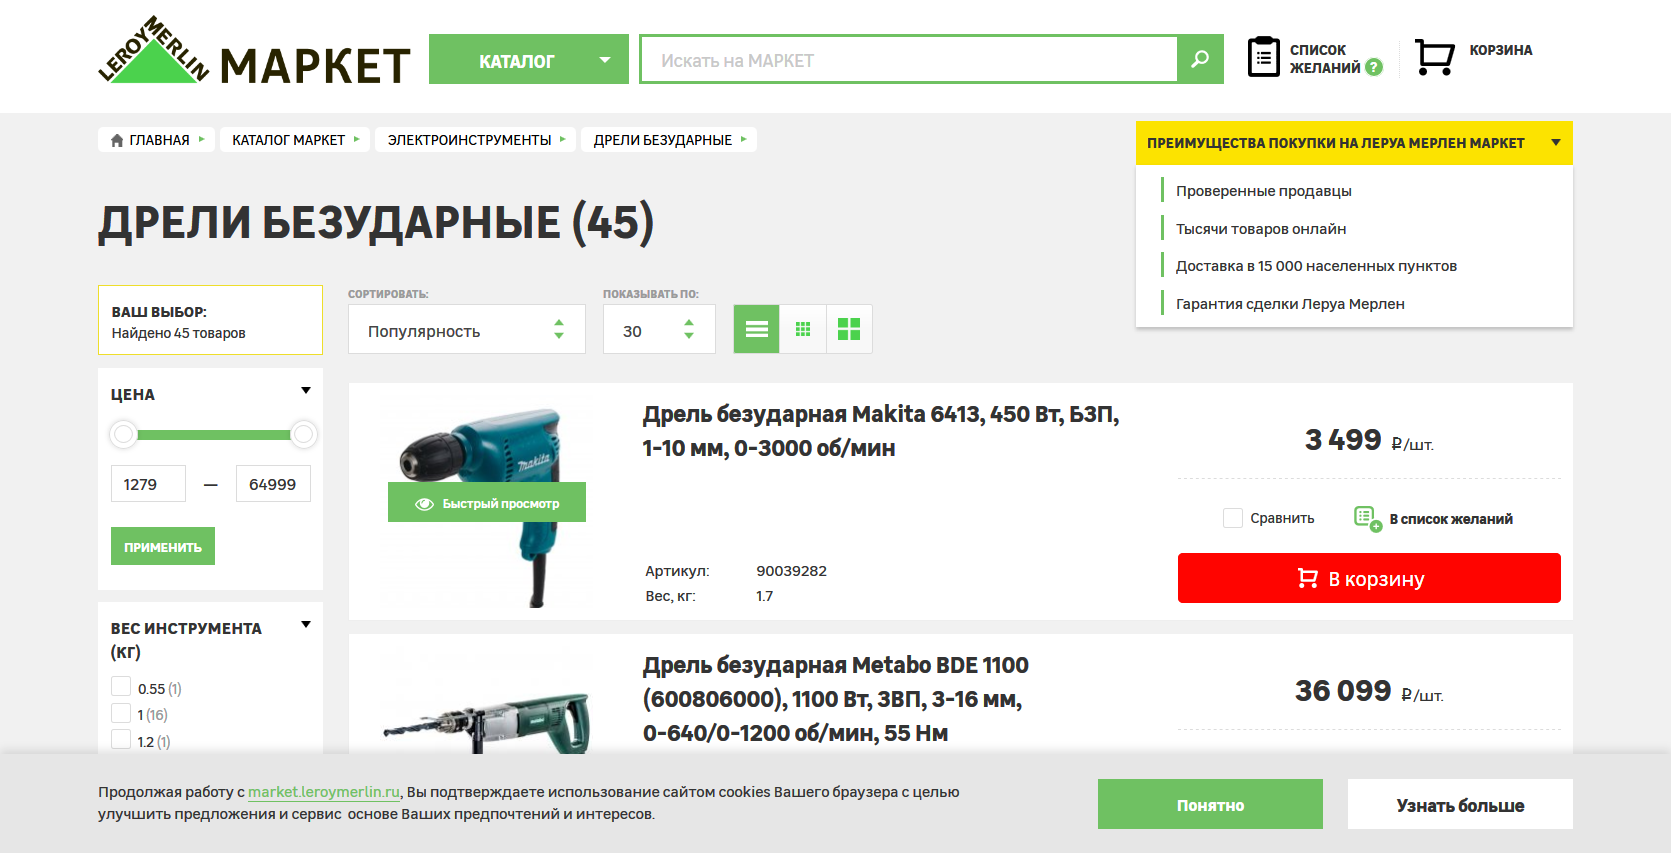 LEROY MERLIN
МАРКЕТ
КАТАЛОГ
Искать на МАРКЕТ
СПИСОК
ЖЕЛАНИЙ ?
КОРЗИНА
ГЛАВНАЯ
КАТАЛОГ МАРКЕТ
ЭЛЕКТРОИНСТРУМЕНТЫ
ДРЕЛИ БЕЗУДАРНЫЕ
ПРЕИМУЩЕСТВА ПОКУПКИ НА ЛЕРУА МЕРЛЕН МАРКЕТ
Проверенные продавцы
Тысячи товаров онлайн
Доставка в 15 000 населенных пунктов
Гарантия сделки Леруа Мерлен
ДРЕЛИ БЕЗУДАРНЫЕ (45)
ВАШ ВЫБОР:
Найдено 45 товаров
СОРТИРОВАТЬ:
Популярность
ПОКАЗЫВАТЬ ПО:
30
ЦЕНА
1279 — 64999
ПРИМЕНИТЬ
ВЕС ИНСТРУМЕНТА
(КГ)
0.55 (1)
1 (16)
1.2 (1)
makita
Быстрый просмотр
Дрель безударная Makita 6413, 450 Вт, БЗП,
1-10 мм, 0-3000 об/мин
Артикул: 90039282
Вес, кг: 1.7
3 499 ₽/шт.
Сравнить
В список желаний
В корзину
Дрель безударная Metabo BDE 1100
(600806000), 1100 Вт, ЗВП, 3-16 мм,
0-640/0-1200 об/мин, 55 Нм
36 099 ₽/шт.
Продолжая работу с market.leroymerlin.ru, Вы подтверждаете использование сайтом cookies Вашего браузера с целью
улучшить предложения и сервис основе Ваших предпочтений и интересов.
Понятно
Узнать больше